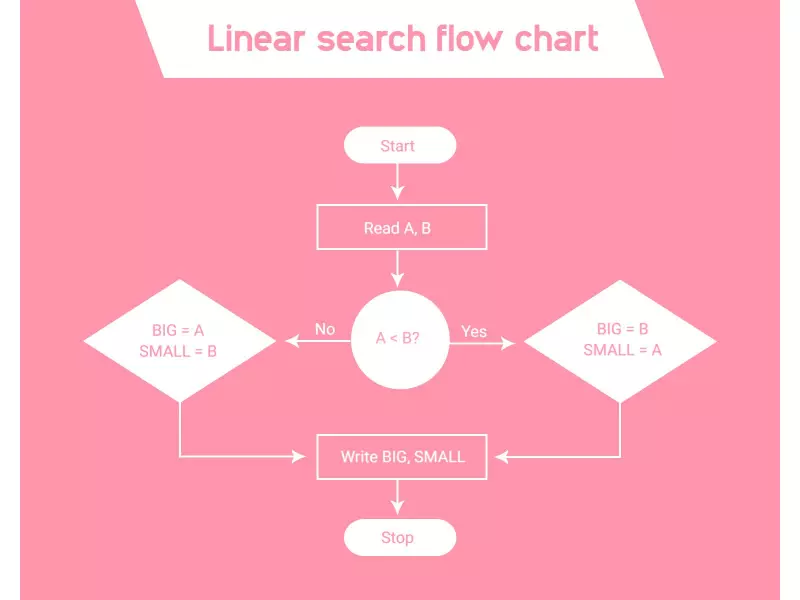 Linear search flow chart
Start
Read A, B
A < B?
No
Yes
BIG = A
SMALL = B
BIG = B
SMALL = A
Write BIG, SMALL
Stop